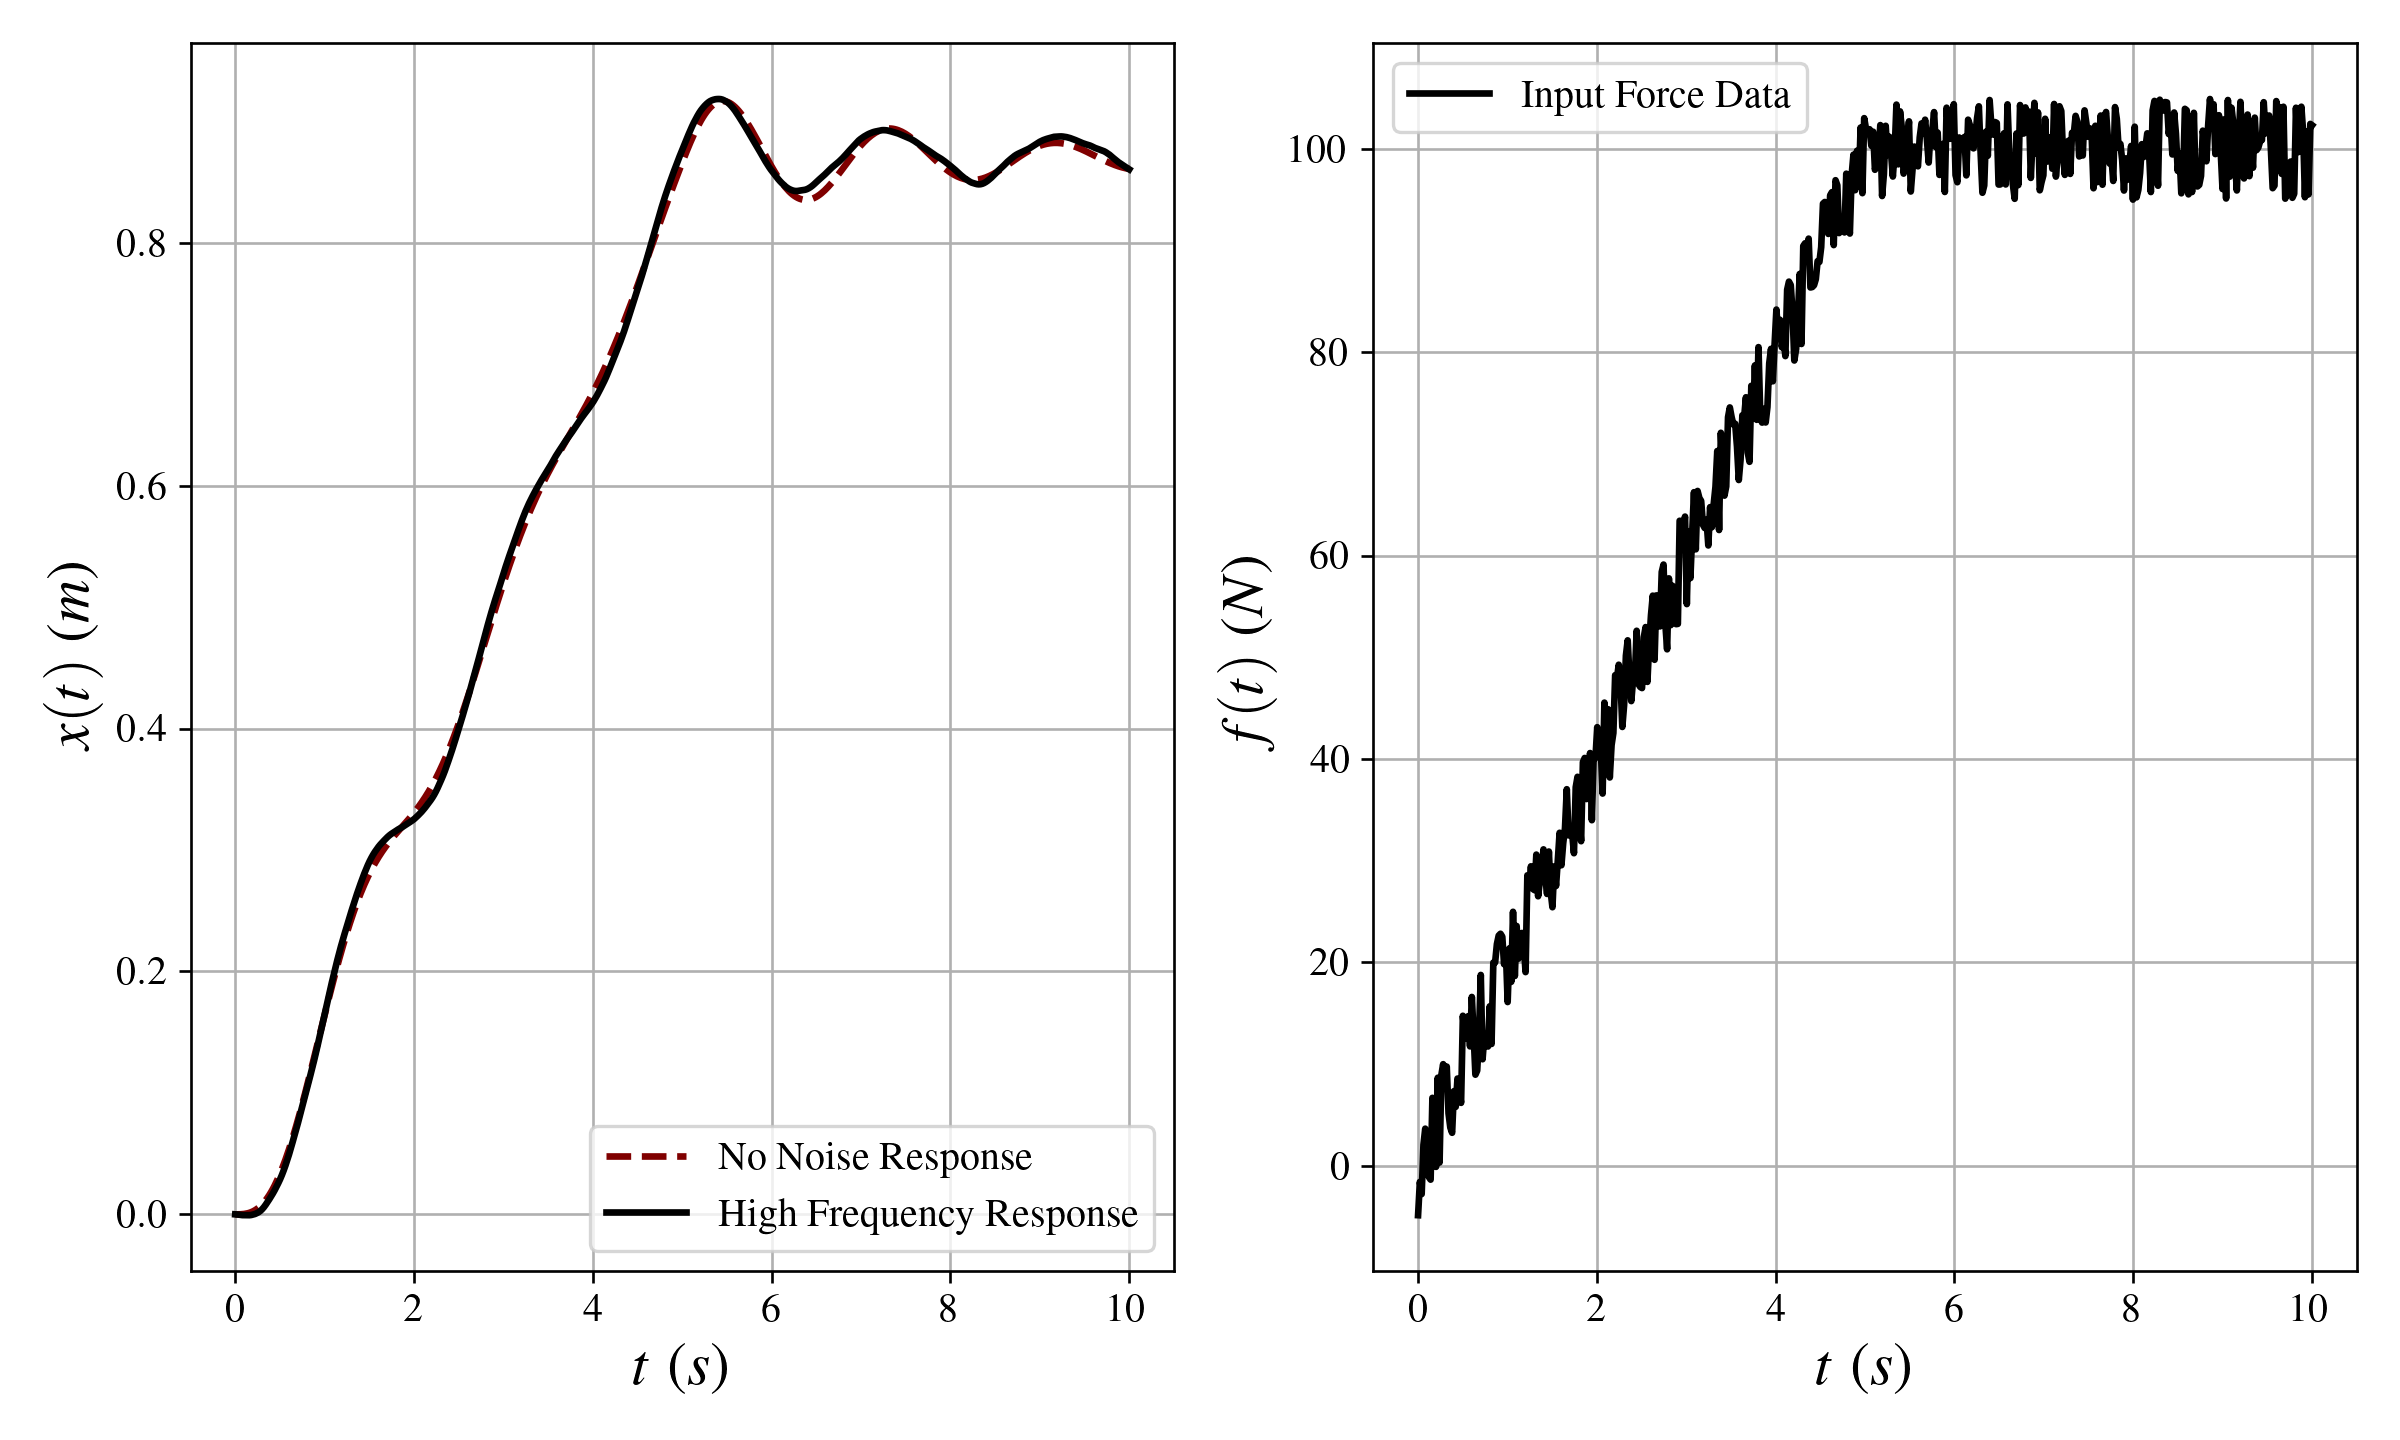 x(t) (m)
0.8
0.6
0.4
0.2
0.0
No Noise Response
High Frequency Response
0 2 4 6 8 10
t (s)
f(t) (N)
Input Force Data
100
80
60
40
20
0
0 2 4 6 8 10
t (s)